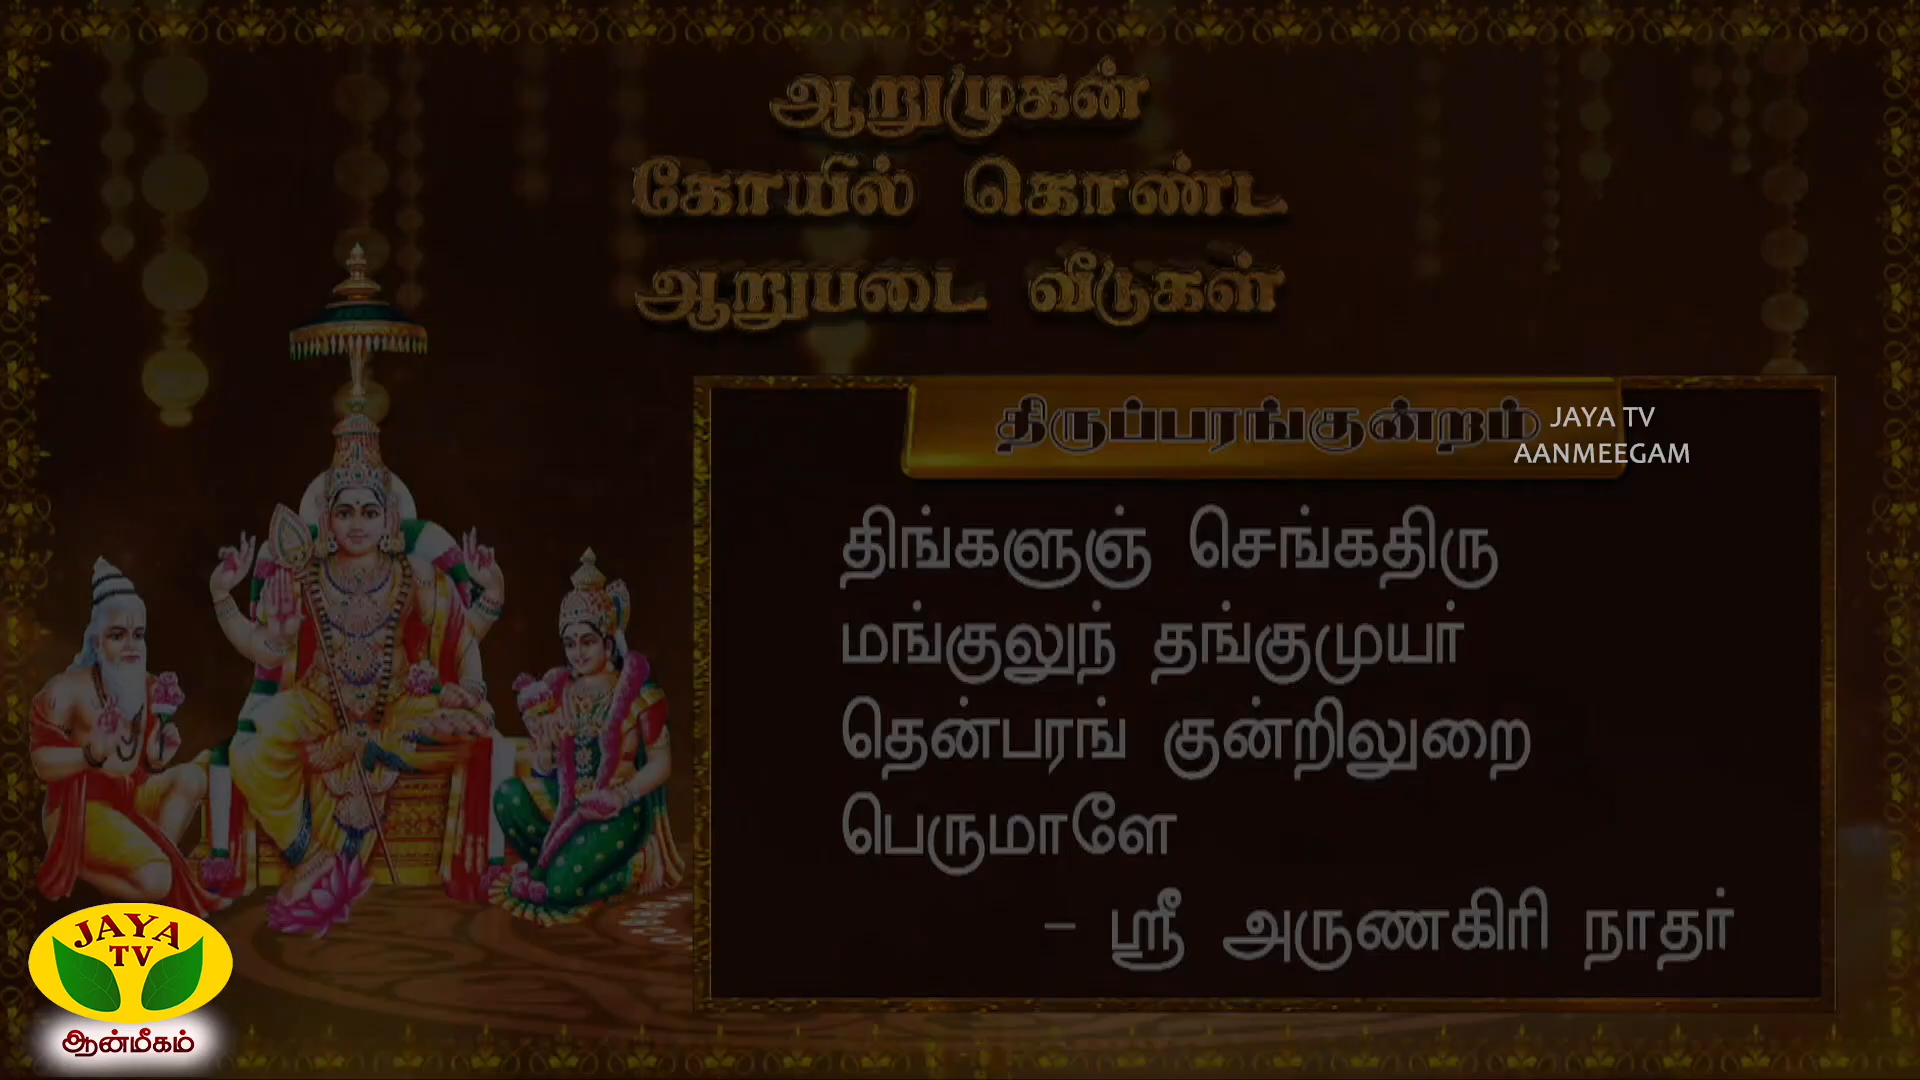 ஆறுமுகன்
கோயில் கொண்ட
ஆறுபடை வீடுகள்
திருப்பரங்குன்றம்
JAYA TV
AANMEEGAM
திங்களுஞ் செங்கதிரு
மங்குலுந் தங்குமுயர்
தென்பரங் குன்றிலுறை
பெருமாளே
– ஸ்ரீ அருணகிரி நாதர்
JAYA
TV
ஆன்மீகம்